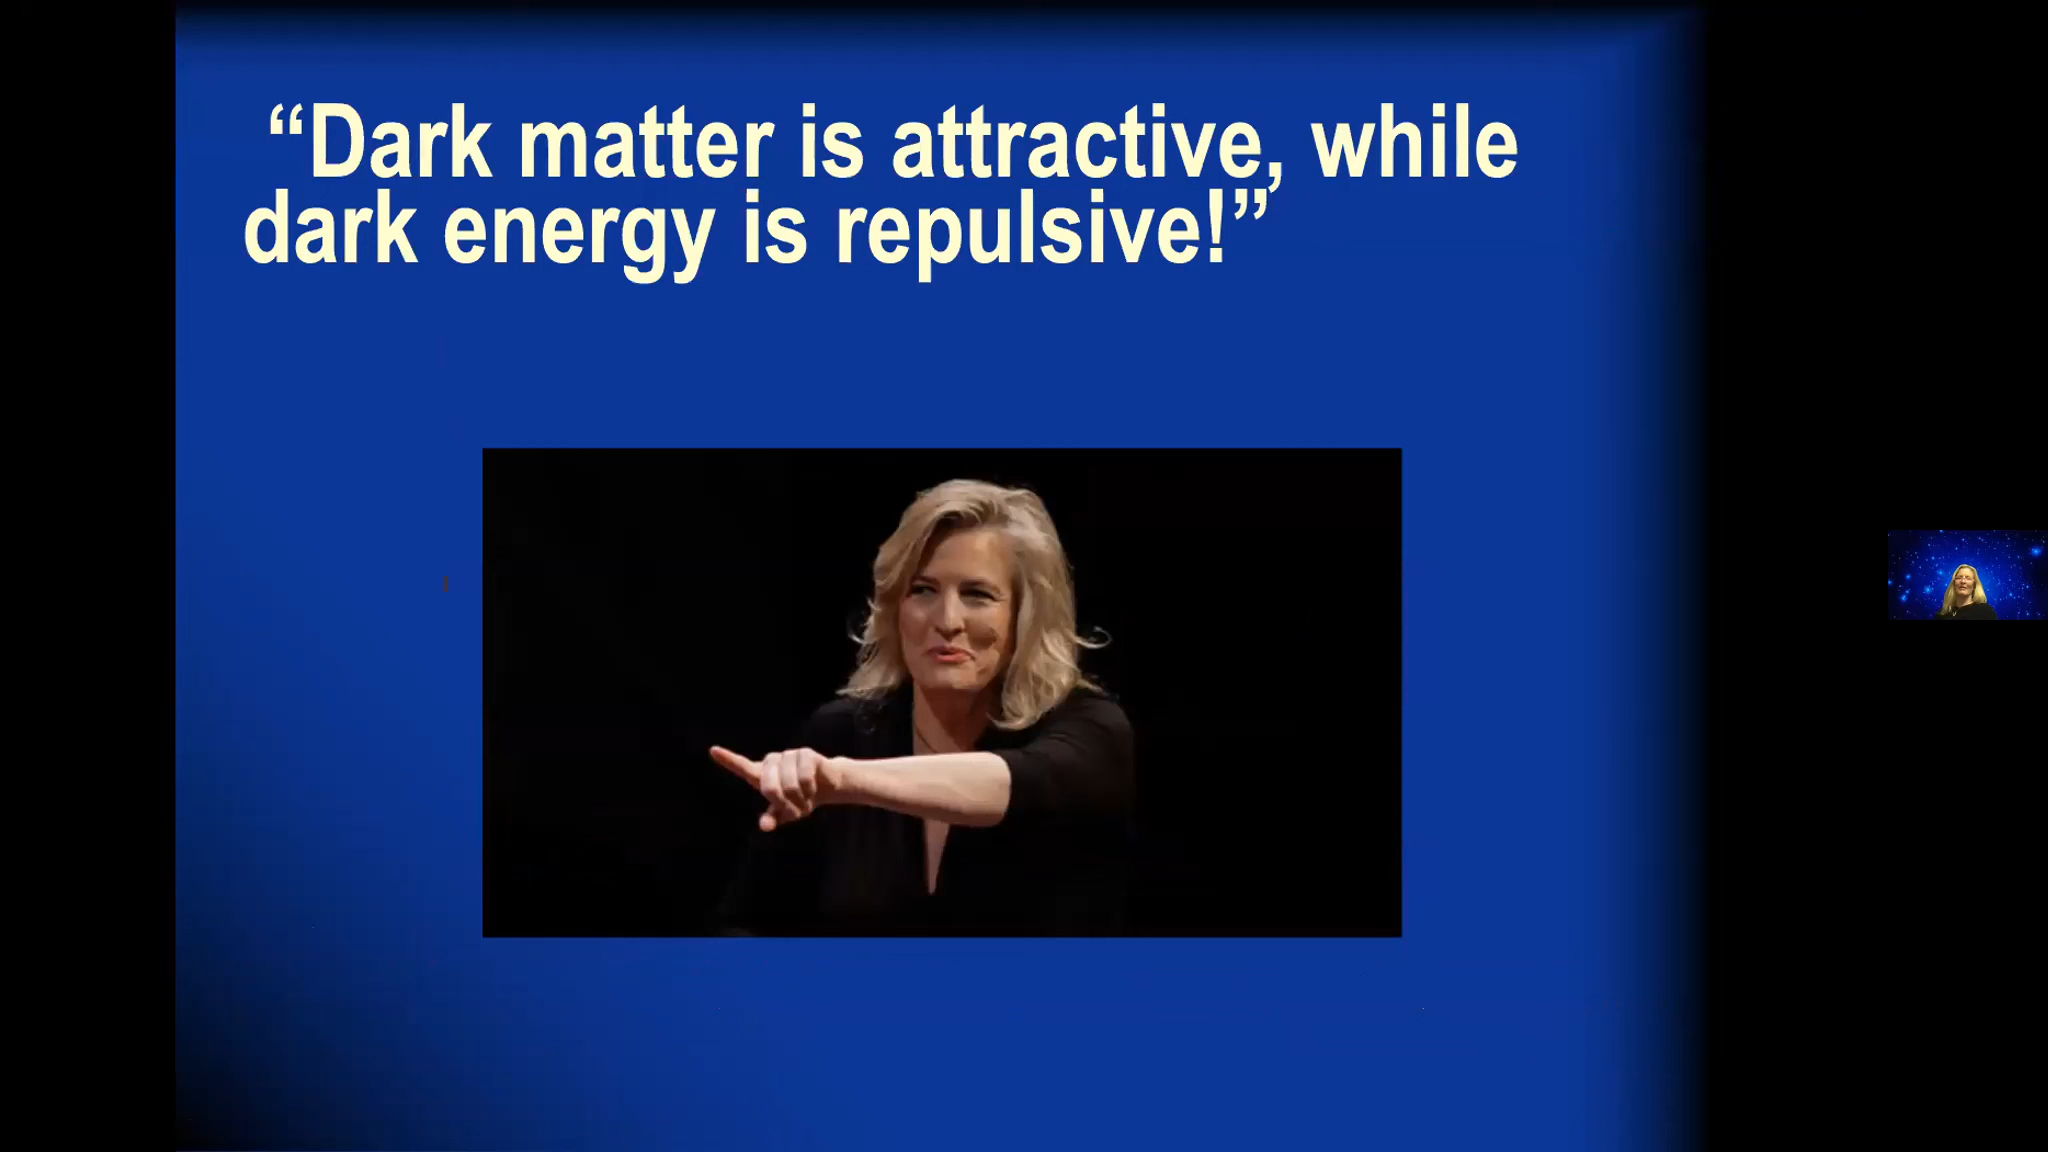 “Dark matter is attractive, while
dark energy is repulsive!”